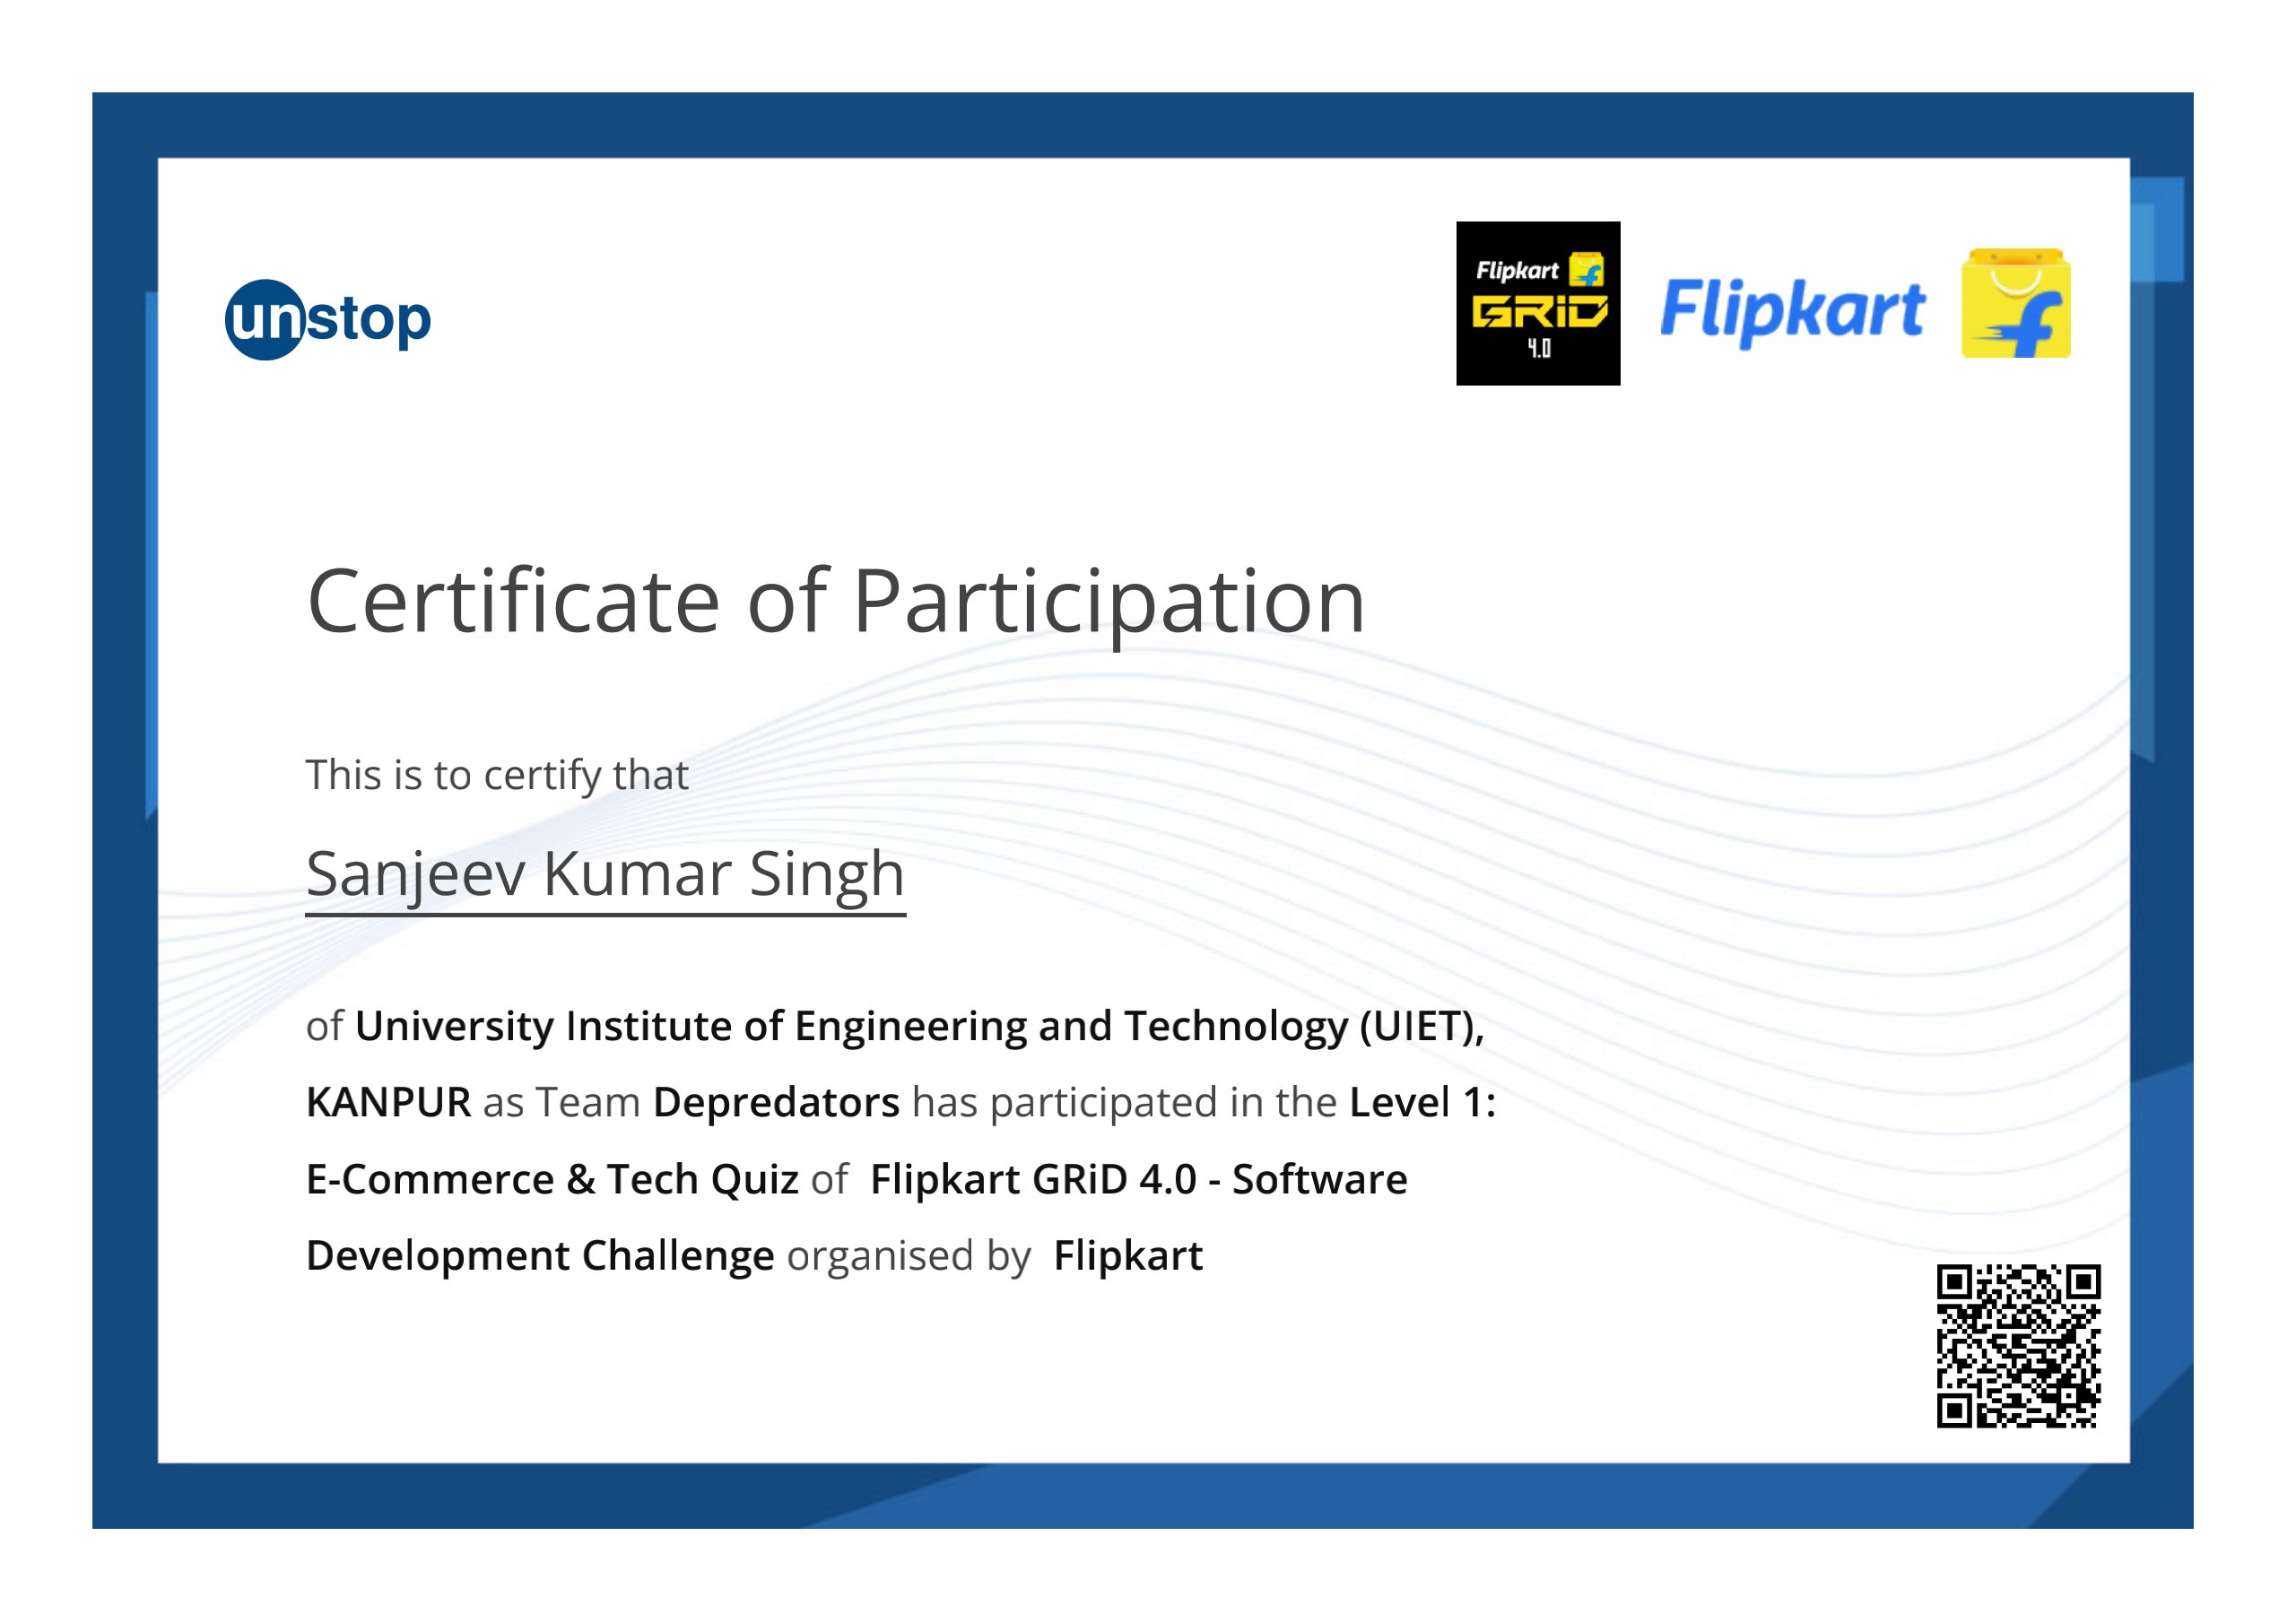 unstop
Flipkart
GRiD
4.0
Flipkart
Certificate of Participation
This is to certify that
Sanjeev Kumar Singh
of University Institute of Engineering and Technology (UIET),
KANPUR as Team Depredators has participated in the Level 1:
E-Commerce & Tech Quiz of Flipkart GRiD 4.0 - Software
Development Challenge organised by Flipkart